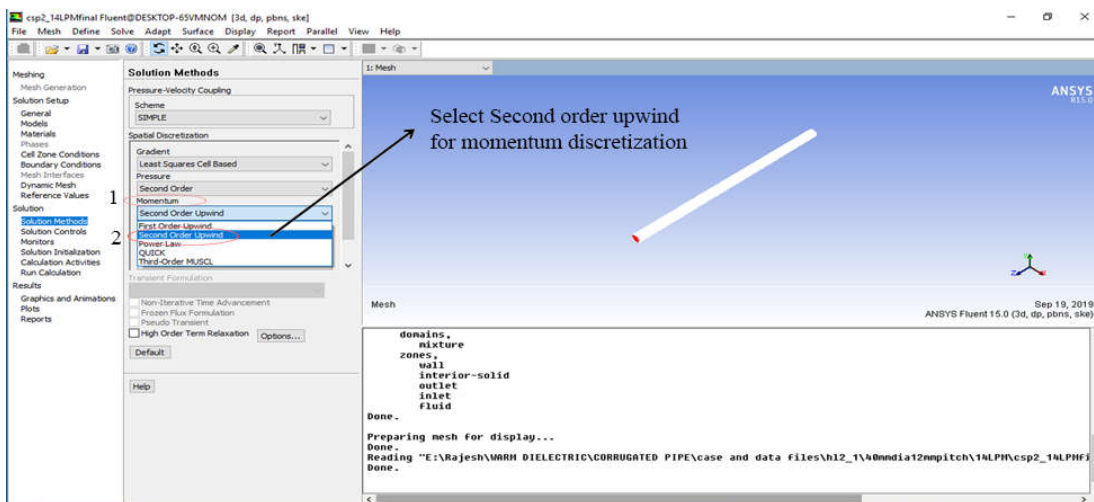 csp2_14LPMfinal Fluent@DESKTOP-65VMNOM [3d, dp, pbns, ske]
File Mesh Define Solve Adapt Surface Display Report Parallel View Help
Meshing
Mesh Generation
Solution Setup
General
Models
Materials
Phases
Cell Zone Conditions
Boundary Conditions
Mesh Interfaces
Dynamic Mesh
Reference Values
Solution
Solution Methods
Solution Controls
Monitors
Solution Initialization
Calculation Activities
Run Calculation
Results
Graphics and Animations
Plots
Reports
Solution Methods
Pressure-Velocity Coupling
Scheme
SIMPLE
Spatial Discretization
Gradient
Least Squares Cell Based
Pressure
Second Order
1
Momentum
Second Order Upwind
First Order Upwind
2
Second Order Upwind
Power Law
QUICK
Third-Order MUSCL
Transient Formulation
Non-Iterative Time Advancement
Frozen Flux Formulation
Pseudo Transient
High Order Term Relaxation
Options...
Default
Help
1: Mesh
ANSYS
R15.0
Select Second order upwind
for momentum discretization
Y
Z
X
Mesh
Sep 19, 2019
ANSYS Fluent 15.0 (3d, dp, pbns, ske)
domains,
mixture
zones,
wall
interior-solid
outlet
inlet
fluid
Done.
Preparing mesh for display...
Done.
Reading "E:\Rajesh\WARM DIELECTRIC\CORRUGATED PIPE\case and data files\hl2_1\40mmdia12mmpitch\14LPM\csp2_14LPMfi
Done.